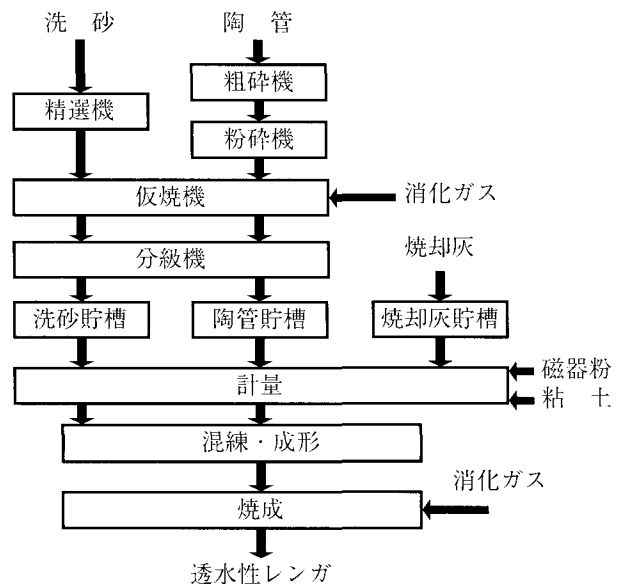 洗 砂
陶 管
粗砕機
精選機
粉砕機
仮焼機
消化ガス
分級機
焼却灰
洗砂貯槽
陶管貯槽
焼却灰貯槽
計量
磁器粉
粘 土
混練・成形
消化ガス
焼成
透水性レンガ